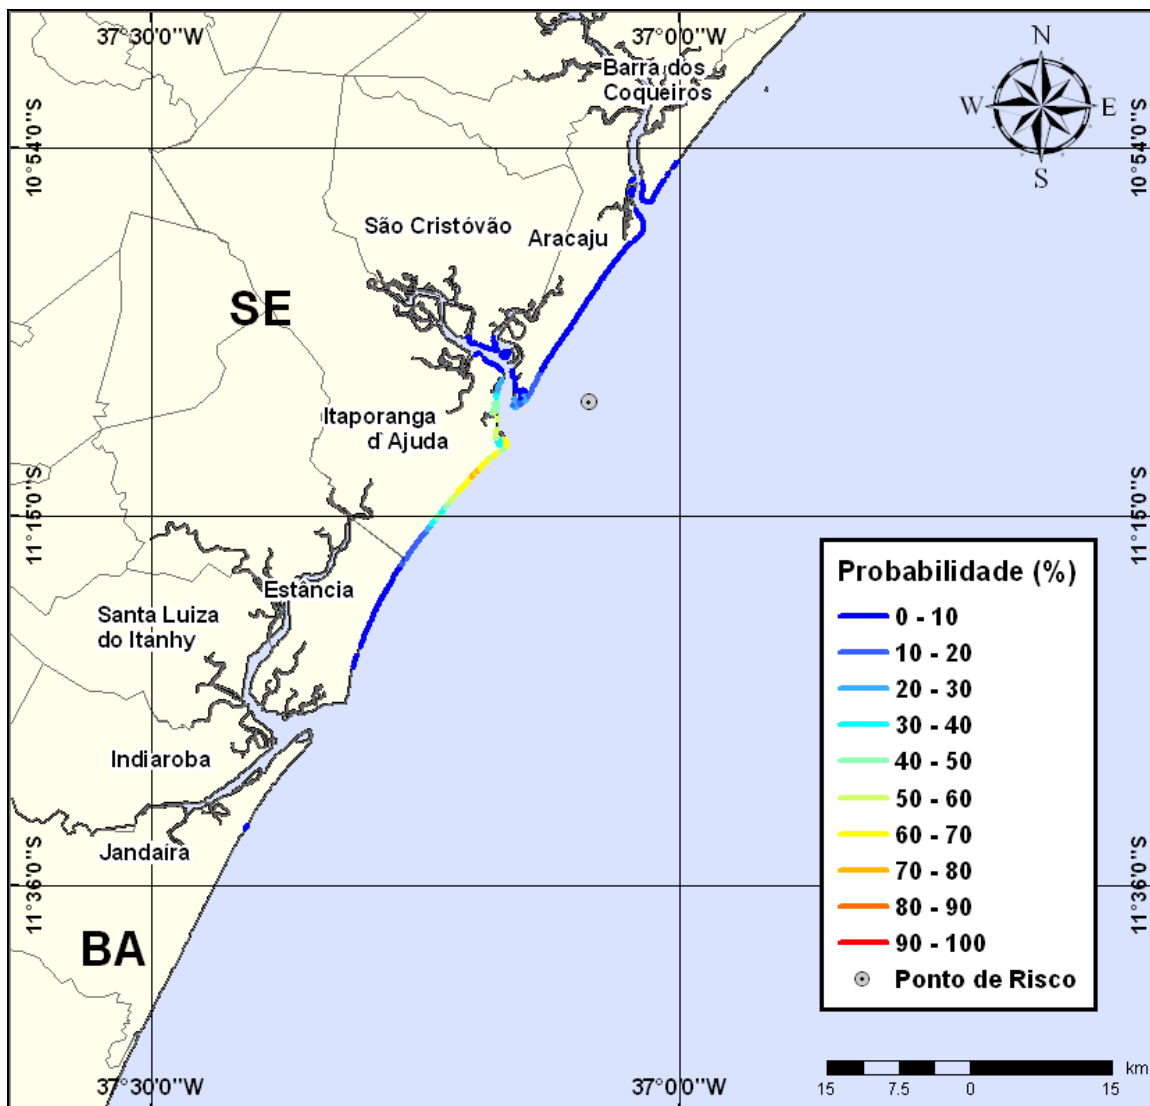 37°30'0''W
37°0'0''W
N
W
E
S
Barra dos
Coqueiros
10°54'0''S
10°54'0''S
São Cristóvão
Aracaju
SE
Itaporanga
d`Ajuda
11°15'0''S
11°15'0''S
Estância
Santa Luiza
do Itanhy
Indiaroba
Jandaíra
11°36'0''S
11°36'0''S
BA
Probabilidade (%)
0 - 10
10 - 20
20 - 30
30 - 40
40 - 50
50 - 60
60 - 70
70 - 80
80 - 90
90 - 100
Ponto de Risco
km
15 7.5 0 15
37°30'0''W
37°0'0''W